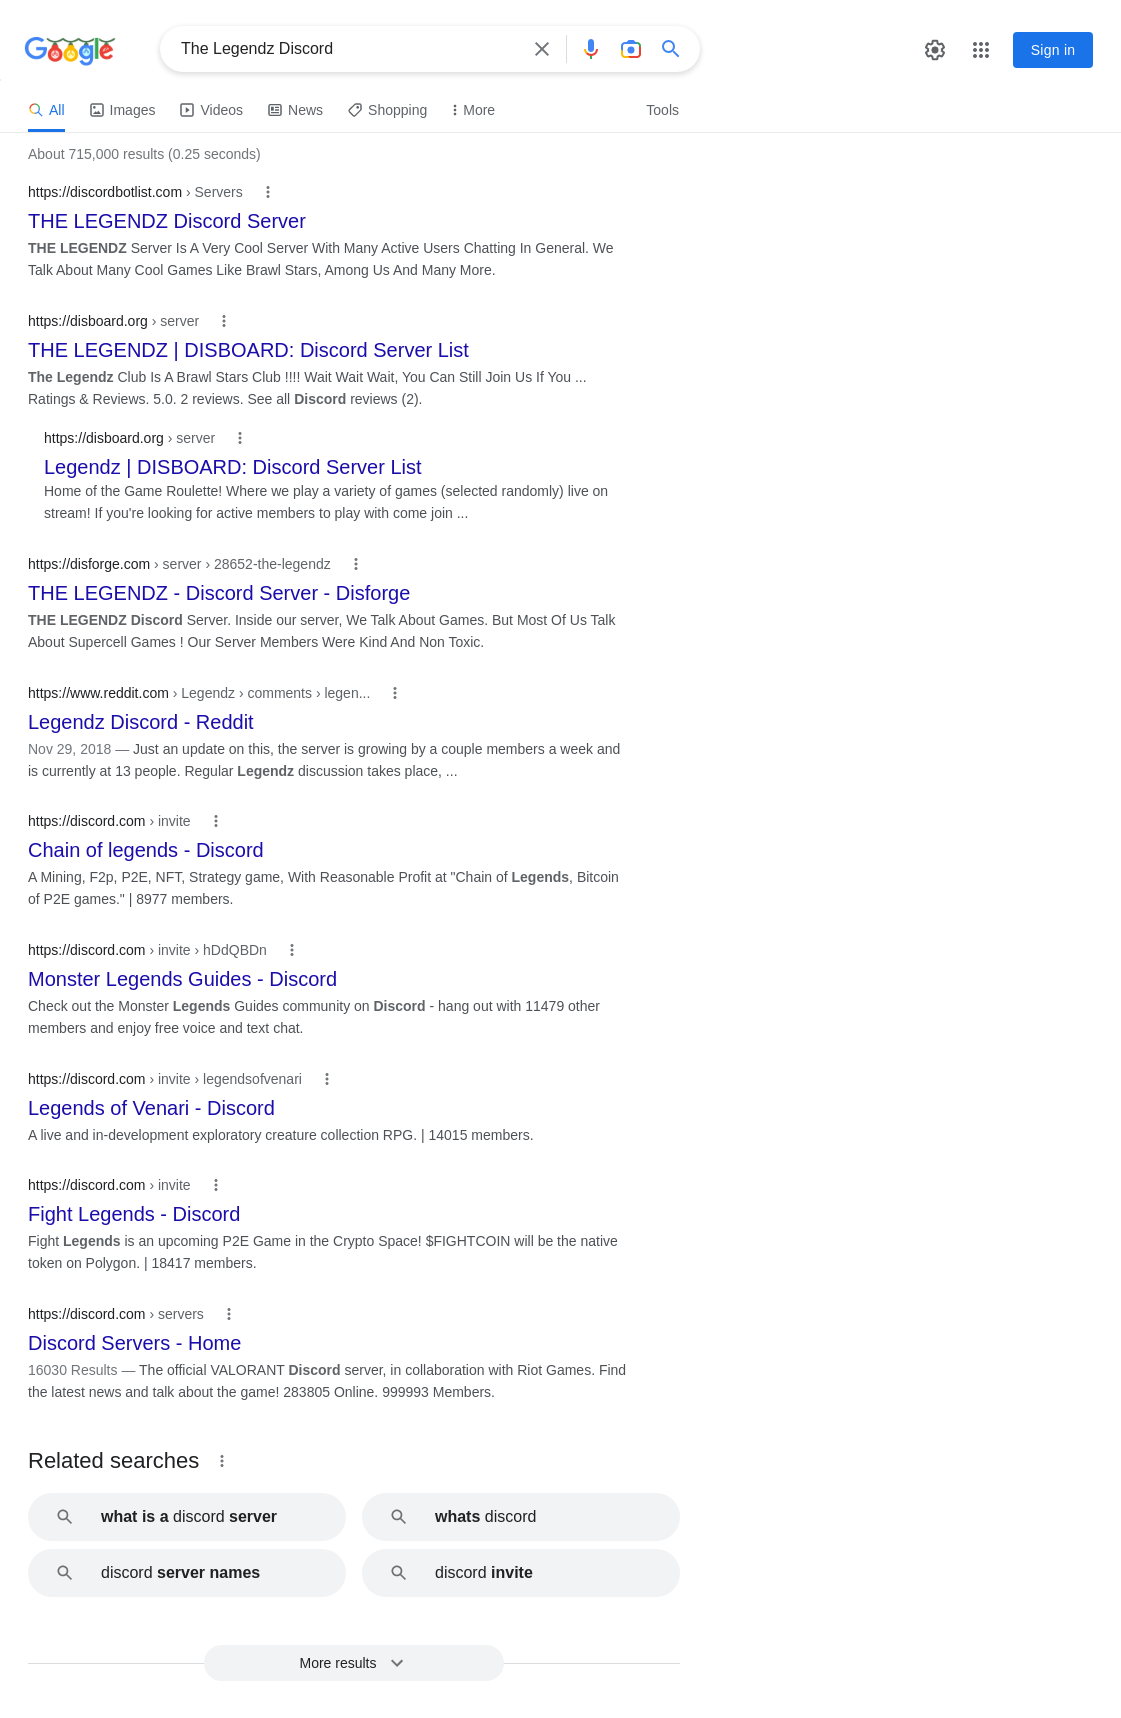 Google
The Legendz Discord
Sign in
All
Images
Videos
News
Shopping
More
Tools
About 715,000 results (0.25 seconds)
https://discordbotlist.com › Servers
THE LEGENDZ Discord Server
THE LEGENDZ Server Is A Very Cool Server With Many Active Users Chatting In General. We
Talk About Many Cool Games Like Brawl Stars, Among Us And Many More.
https://disboard.org › server
THE LEGENDZ | DISBOARD: Discord Server List
The Legendz Club Is A Brawl Stars Club !!!! Wait Wait Wait, You Can Still Join Us If You ...
Ratings & Reviews. 5.0. 2 reviews. See all Discord reviews (2).
https://disboard.org › server
Legendz | DISBOARD: Discord Server List
Home of the Game Roulette! Where we play a variety of games (selected randomly) live on
stream! If you're looking for active members to play with come join ...
https://disforge.com › server › 28652-the-legendz
THE LEGENDZ - Discord Server - Disforge
THE LEGENDZ Discord Server. Inside our server, We Talk About Games. But Most Of Us Talk
About Supercell Games ! Our Server Members Were Kind And Non Toxic.
https://www.reddit.com › Legendz › comments › legen...
Legendz Discord - Reddit
Nov 29, 2018 — Just an update on this, the server is growing by a couple members a week and
is currently at 13 people. Regular Legendz discussion takes place, ...
https://discord.com › invite
Chain of legends - Discord
A Mining, F2p, P2E, NFT, Strategy game, With Reasonable Profit at "Chain of Legends, Bitcoin
of P2E games." | 8977 members.
https://discord.com › invite › hDdQBDn
Monster Legends Guides - Discord
Check out the Monster Legends Guides community on Discord - hang out with 11479 other
members and enjoy free voice and text chat.
https://discord.com › invite › legendsofvenari
Legends of Venari - Discord
A live and in-development exploratory creature collection RPG. | 14015 members.
https://discord.com › invite
Fight Legends - Discord
Fight Legends is an upcoming P2E Game in the Crypto Space! $FIGHTCOIN will be the native
token on Polygon. | 18417 members.
https://discord.com › servers
Discord Servers - Home
16030 Results — The official VALORANT Discord server, in collaboration with Riot Games. Find
the latest news and talk about the game! 283805 Online. 999993 Members.
Related searches
what is a discord server
whats discord
discord server names
discord invite
More results